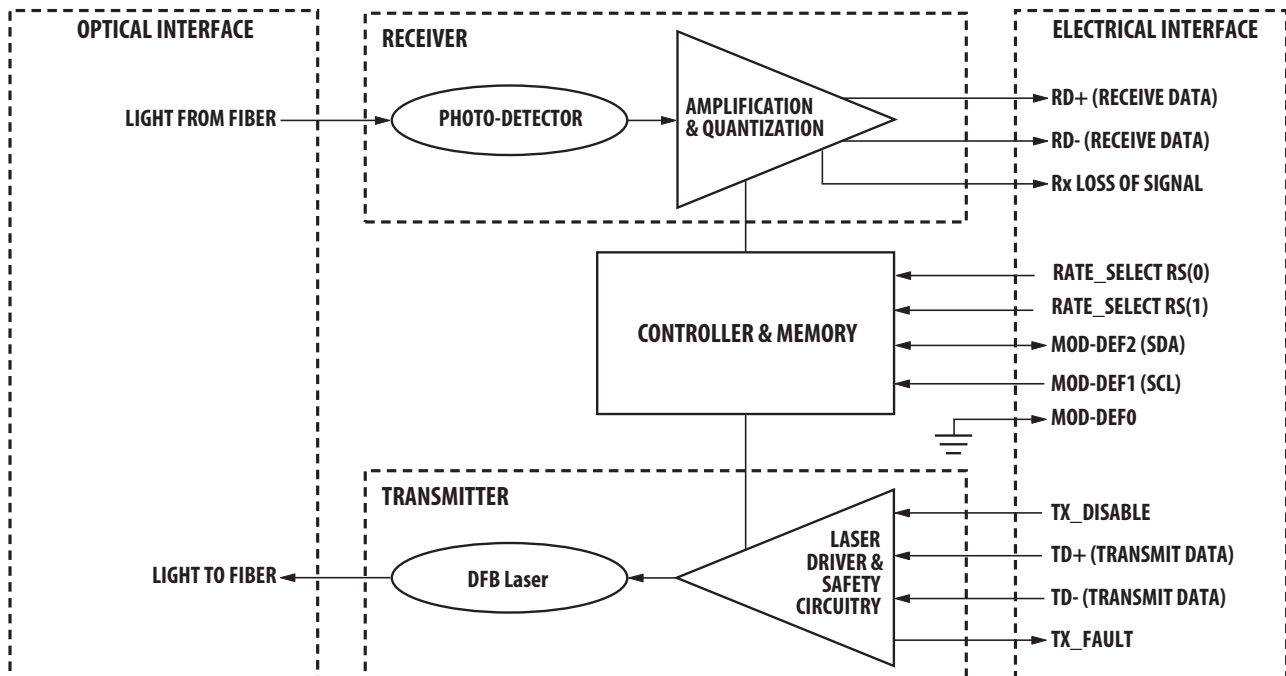 OPTICAL INTERFACE
RECEIVER
ELECTRICAL INTERFACE
LIGHT FROM FIBER
PHOTO-DETECTOR
AMPLIFICATION
& QUANTIZATION
RD+ (RECEIVE DATA)
RD- (RECEIVE DATA)
Rx LOSS OF SIGNAL
CONTROLLER & MEMORY
RATE_SELECT RS(0)
RATE_SELECT RS(1)
MOD-DEF2 (SDA)
MOD-DEF1 (SCL)
MOD-DEF0
TRANSMITTER
LIGHT TO FIBER
DFB Laser
LASER
DRIVER &
SAFETY
CIRCUITRY
TX_DISABLE
TD+ (TRANSMIT DATA)
TD- (TRANSMIT DATA)
TX_FAULT